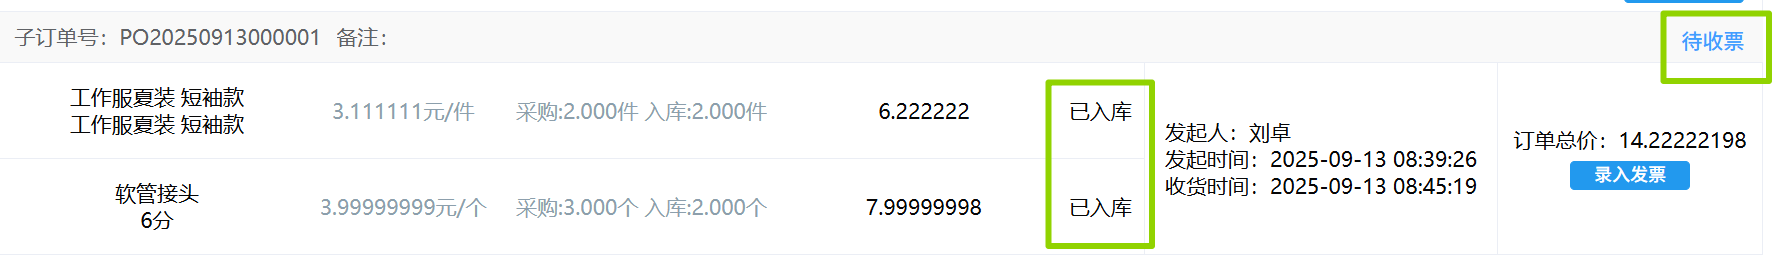 子订单号：PO20250913000001 备注：
待收票
工作服夏装 短袖款
工作服夏装 短袖款
3.111111元/件
采购:2.000件 入库:2.000件
6.222222
已入库
软管接头
6分
3.99999999元/个
采购:3.000个 入库:2.000个
7.99999998
已入库
发起人：刘卓
发起时间：2025-09-13 08:39:26
收货时间：2025-09-13 08:45:19
订单总价：14.22222198
录入发票